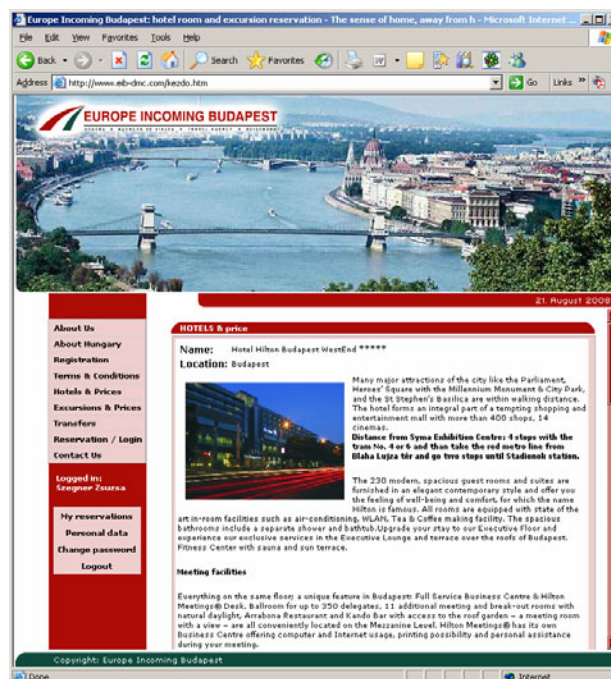 Europe Incoming Budapest: hotel room and excursion reservation - The sense of home, away from h - Microsoft Internet ...
File Edit View Favorites Tools Help
Back Search Favorites
Address http://www.eib-dmc.com/kezdo.htm Go Links »
EUROPE INCOMING BUDAPEST
21. August 2008
About Us
About Hungary
Registration
Terms & Conditions
Hotels & Prices
Excursions & Prices
Transfers
Reservation / Login
Contact Us
Logged in:
Szegner Zsuzsa
My reservations
Personal data
Change password
Logout
HOTELS & price
Name: Hotel Hilton Budapest WestEnd *****
Location: Budapest
Many major attractions of the city like the Parliament,
Heroes' Square with the Millennium Monument & City Park,
and the St Stephen's Basilica are within walking distance.
The hotel forms an integral part of a tempting shopping and
entertainment mall with more than 400 shops, 14
cinemas.
Distance from Syma Exhibition Centre: 4 stops with the
tram No. 4 or 6 and than take the red metro line from
Blaha Lujza tér and go two stops until Stadionok station.
The 230 modern, spacious guest rooms and suites are
furnished in an elegant contemporary style and offer you
the feeling of well-being and comfort, for which the name
Hilton is famous. All rooms are equipped with state of the
art in-room facilities such as air-conditioning, WLAN, Tea & Coffee making facility. The spacious
bathrooms include a separate shower and bathtub.Upgrade your stay to our Executive Floor and
experience our exclusive services in the Executive Lounge and terrace over the roofs of Budapest.
Fitness Center with sauna and sun terrace.
Meeting facilities
Everything on the same floor; a unique feature in Budapest: Full Service Business Centre & Hilton
Meetings® Desk, Ballroom for up to 350 delegates, 11 additional meeting and break-out rooms with
natural daylight, Arrabona Restaurant and Kando Bar with access to the roof garden – a meeting room
with a view – are all conveniently located on the Mezzanine Level. Hilton Meetings® has its own
Business Centre offering computer and Internet usage, printing possibility and personal assistance
during your meeting.
Copyright: Europe Incoming Budapest
Done Internet